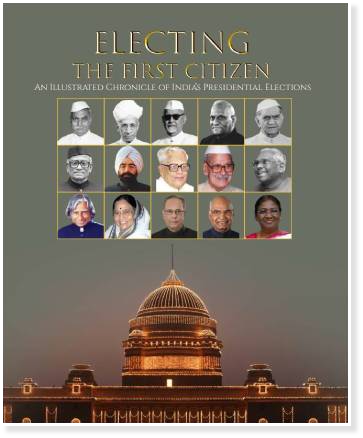 ELECTING
THE FIRST CITIZEN
AN ILLUSTRATED CHRONICLE OF INDIA'S PRESIDENTIAL ELECTIONS